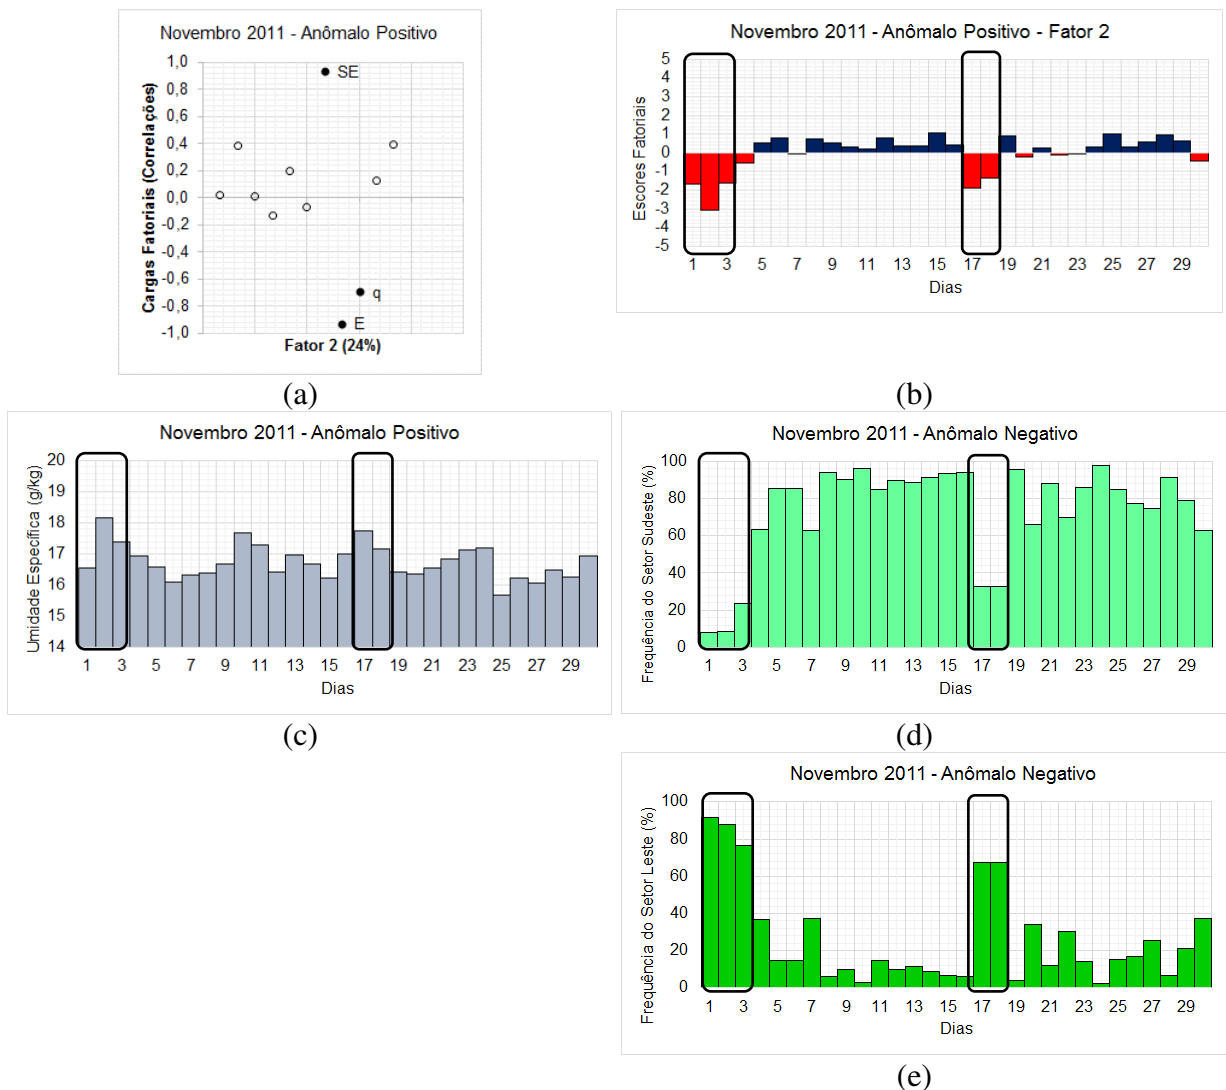 Novembro 2011 - Anômalo Positivo
Cargas Fatoriais (Correlações)
1,0
0,8
0,6
0,4
0,2
0,0
-0,2
-0,4
-0,6
-0,8
-1,0
SE
q
E
Fator 2 (24%)
(a)
Novembro 2011 - Anômalo Positivo - Fator 2
Escores Fatoriais
5
4
3
2
1
0
-1
-2
-3
-4
-5
1 3 5 7 9 11 13 15 17 19 21 23 25 27 29
Dias
(b)
Novembro 2011 - Anômalo Positivo
Umidade Específica (g/kg)
20
19
18
17
16
15
14
1 3 5 7 9 11 13 15 17 19 21 23 25 27 29
Dias
(c)
Novembro 2011 - Anômalo Negativo
Frequência do Setor Sudeste (%)
100
80
60
40
20
0
1 3 5 7 9 11 13 15 17 19 21 23 25 27 29
Dias
(d)
Novembro 2011 - Anômalo Negativo
Frequência do Setor Leste (%)
100
80
60
40
20
0
1 3 5 7 9 11 13 15 17 19 21 23 25 27 29
Dias
(e)